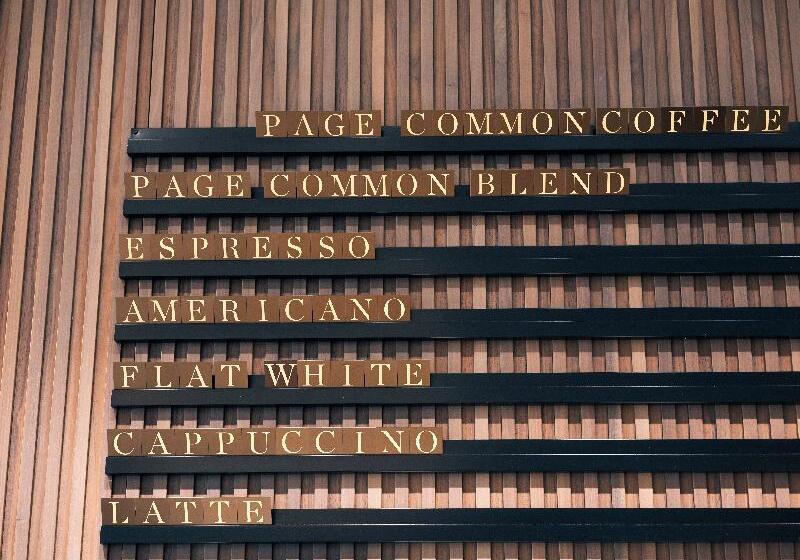 PAGE COMMON COFFEE
PAGE COMMON BLEND
ESPRESSO
AMERICANO
FLAT WHITE
CAPPUCCINO
LATTE